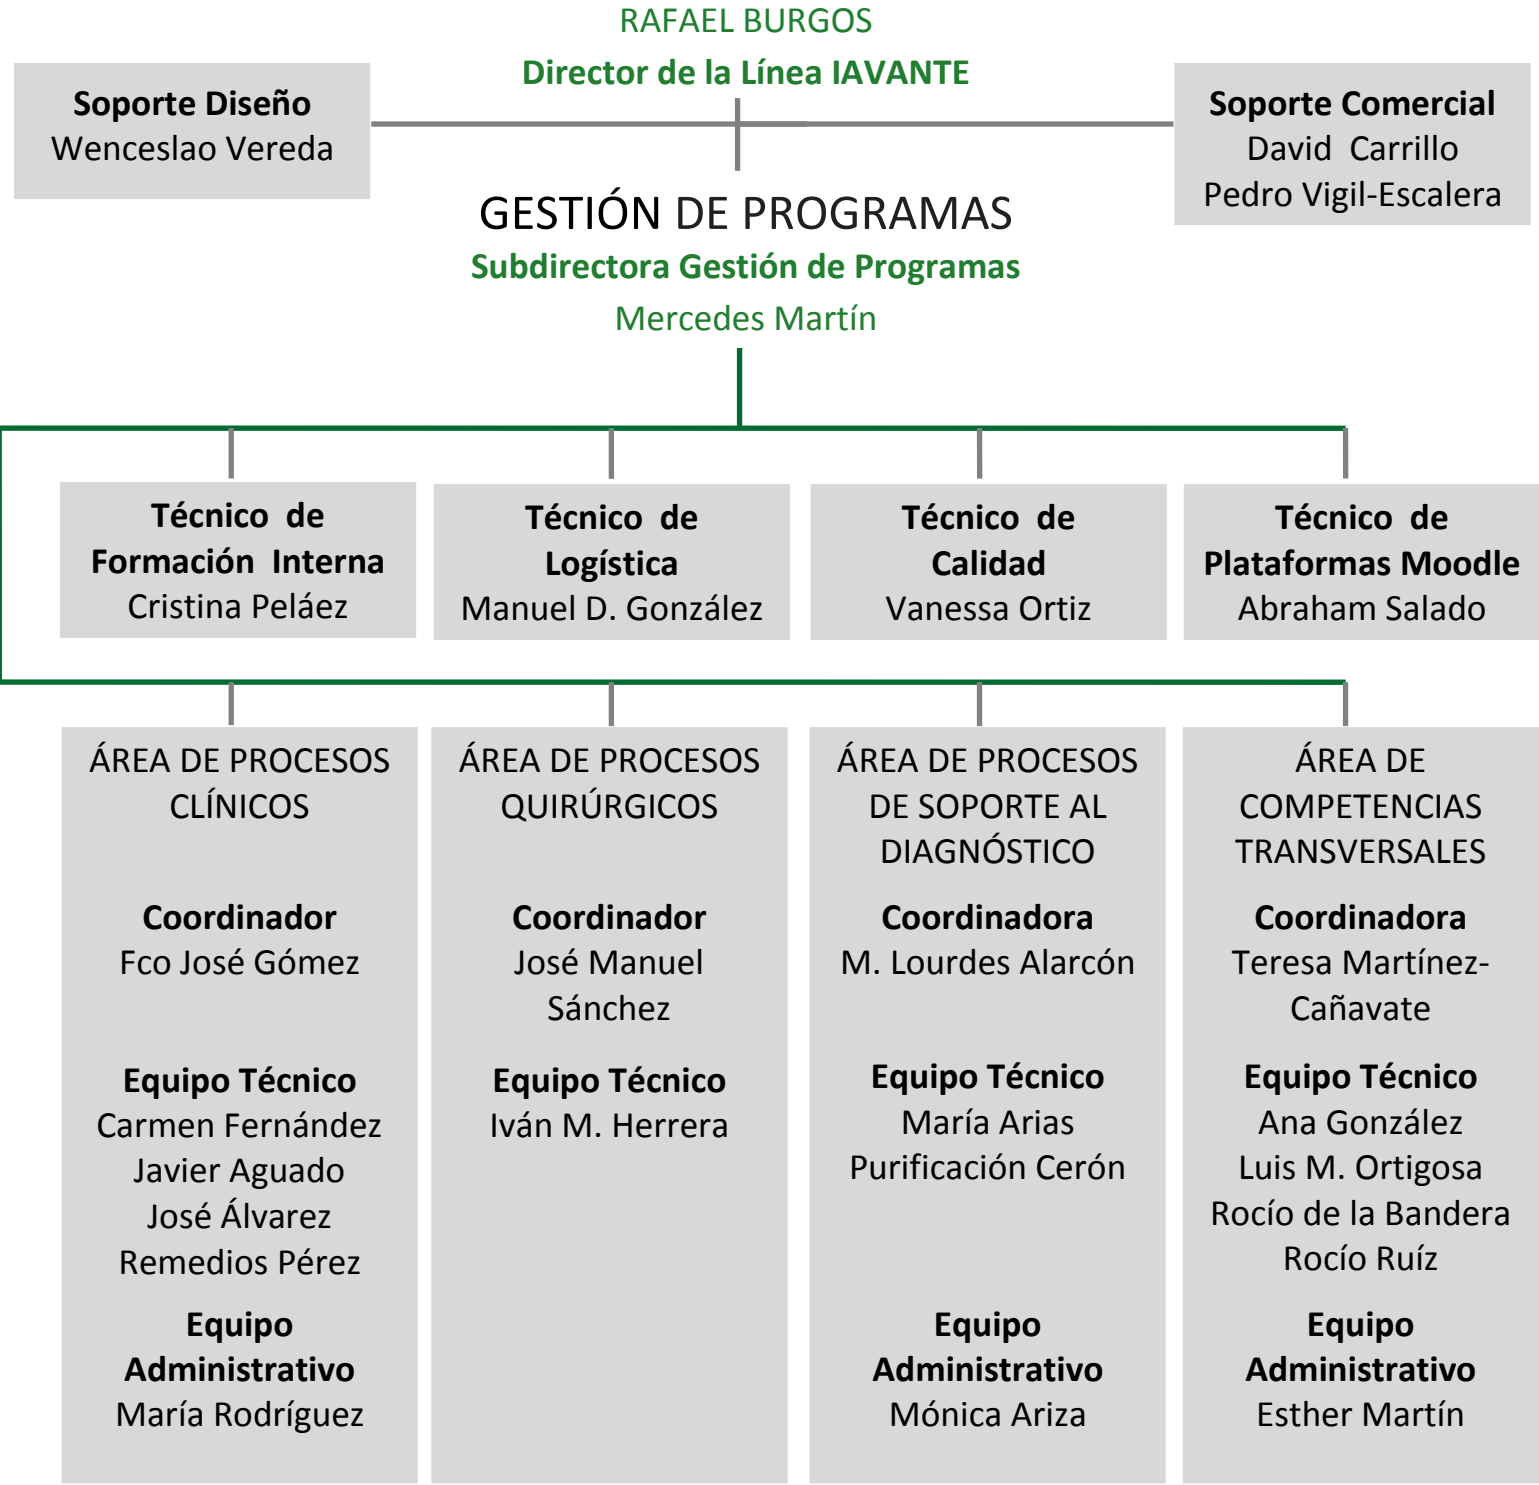 RAFAEL BURGOS
Director de la Línea IAVANTE
Soporte Diseño
Wenceslao Vereda
Soporte Comercial
David Carrillo
Pedro Vigil-Escalera
GESTIÓN DE PROGRAMAS
Subdirectora Gestión de Programas
Mercedes Martín
Técnico de
Formación Interna
Cristina Peláez
Técnico de
Logística
Manuel D. González
Técnico de
Calidad
Vanessa Ortiz
Técnico de
Plataformas Moodle
Abraham Salado
ÁREA DE PROCESOS
CLÍNICOS
Coordinador
Fco José Gómez
Equipo Técnico
Carmen Fernández
Javier Aguado
José Álvarez
Remedios Pérez
Equipo
Administrativo
María Rodríguez
ÁREA DE PROCESOS
QUIRÚRGICOS
Coordinador
José Manuel
Sánchez
Equipo Técnico
Iván M. Herrera
ÁREA DE PROCESOS
DE SOPORTE AL
DIAGNÓSTICO
Coordinadora
M. Lourdes Alarcón
Equipo Técnico
María Arias
Purificación Cerón
Equipo
Administrativo
Mónica Ariza
ÁREA DE
COMPETENCIAS
TRANSVERSALES
Coordinadora
Teresa Martínez-
Cañavate
Equipo Técnico
Ana González
Luis M. Ortigosa
Rocío de la Bandera
Rocío Ruíz
Equipo
Administrativo
Esther Martín